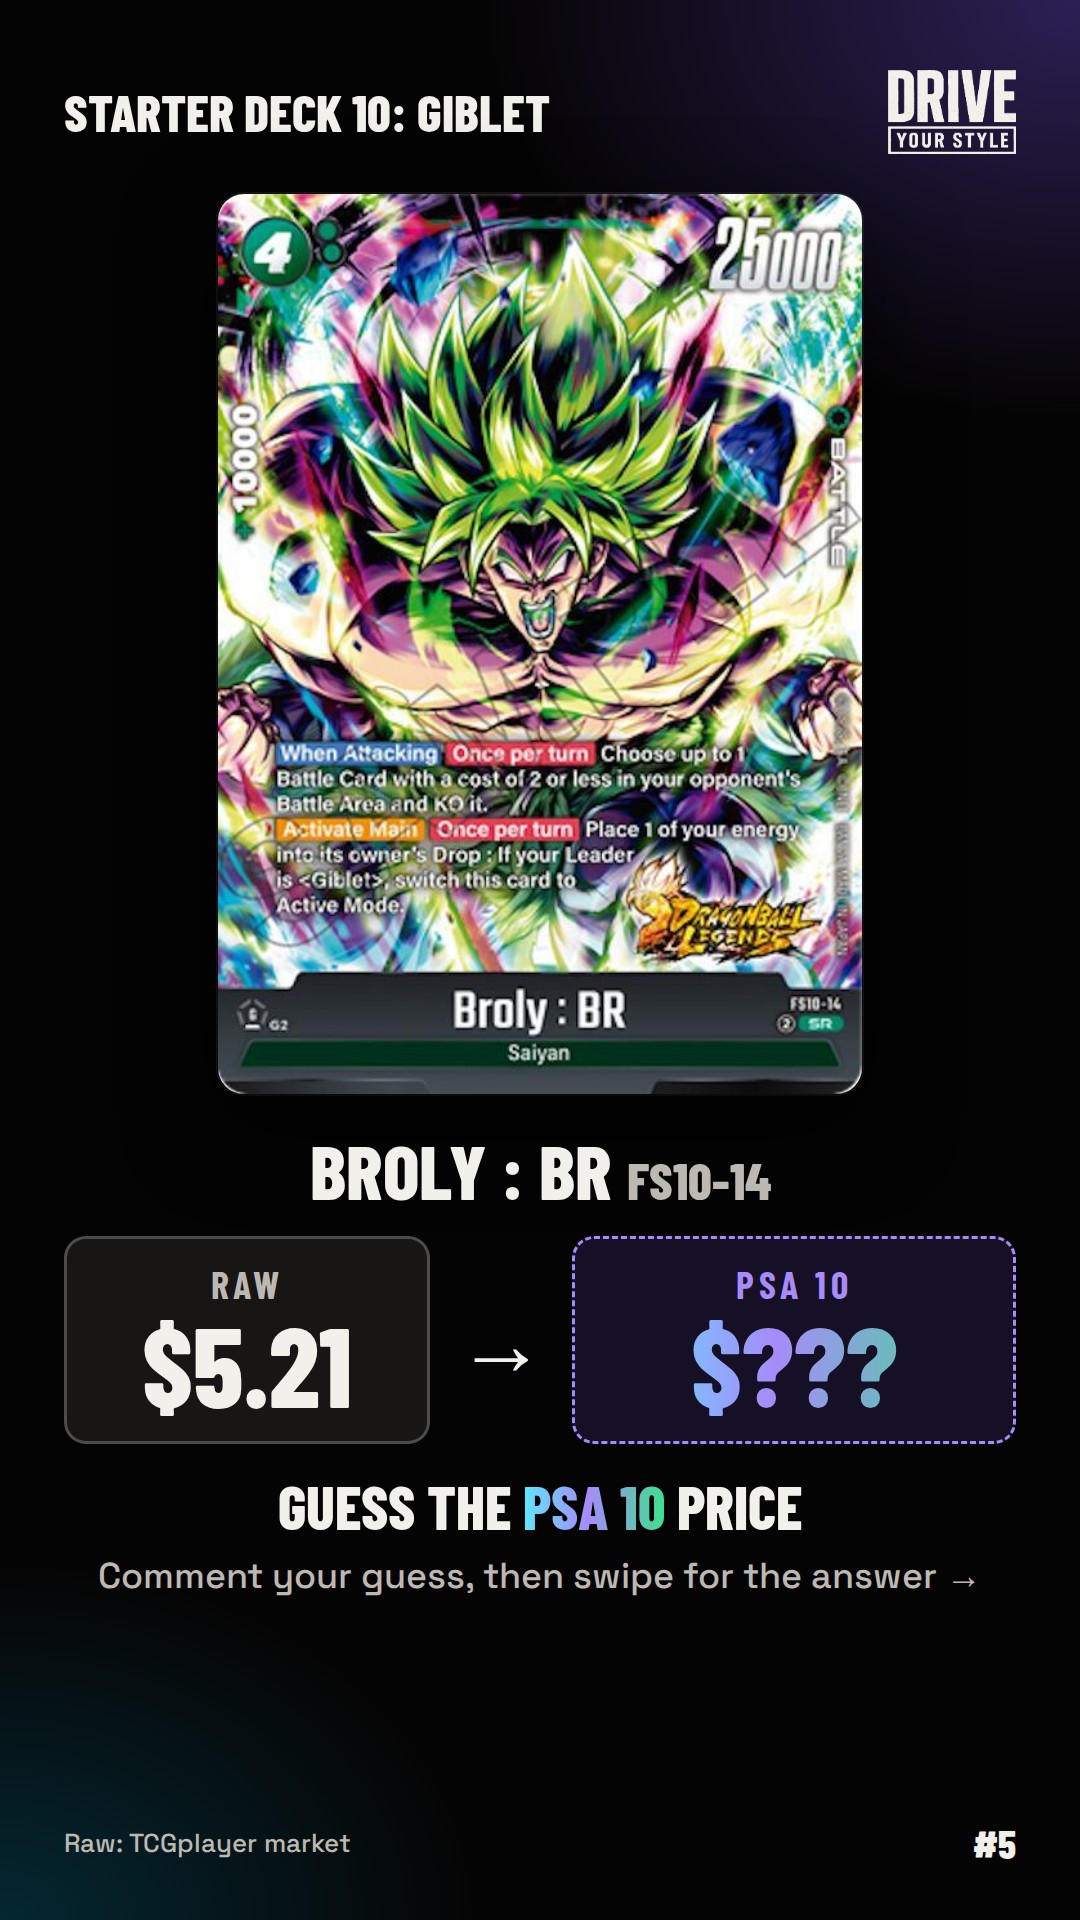 STARTER DECK 10: GIBLET
DRIVE
YOUR STYLE
4
25000
+10000
BATTLE
When Attacking Once per turn Choose up to 1
Battle Card with a cost of 2 or less in your opponent's
Battle Area and KO it.
Activate Main Once per turn Place 1 of your energy
into its owner's Drop : If your Leader
is <Giblet>, switch this card to
Active Mode.
DRAGONBALL
LEGENDS
G G2
Broly : BR
FS10-14
2 SR
Saiyan
BROLY : BR FS10-14
RAW
$5.21
→
PSA 10
$???
GUESS THE PSA 10 PRICE
Comment your guess, then swipe for the answer →
Raw: TCGplayer market
#5